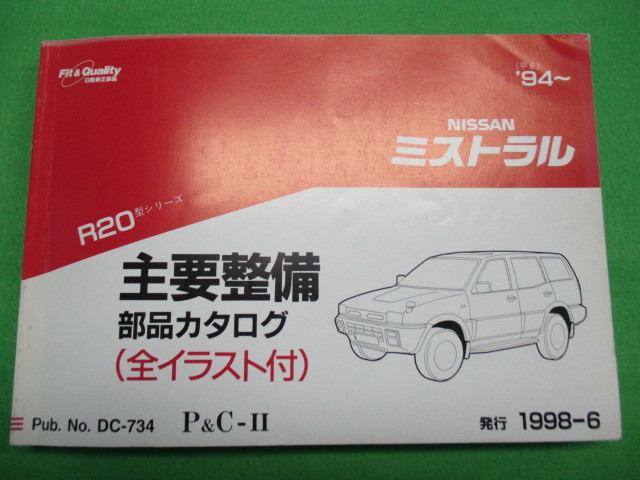 Fit & Quality
日産純正部品
(平6)
'94～
NISSAN
ミストラル
R20型シリーズ
主要整備
部品カタログ
(全イラスト付)
Pub. No. DC-734
P&C-II
発行 1998-6